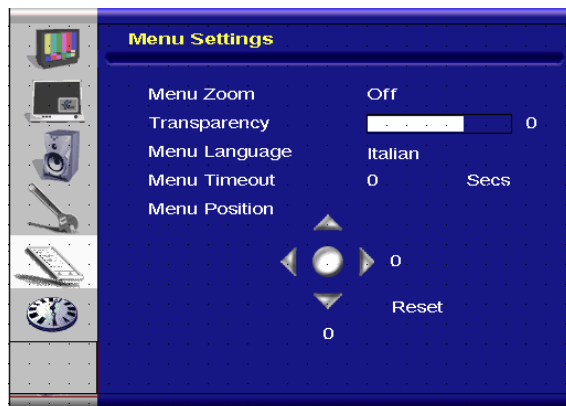 Menu Settings
Menu Zoom Off
Transparency 0
Menu Language Italian
Menu Timeout 0 Secs
Menu Position
0
Reset
0